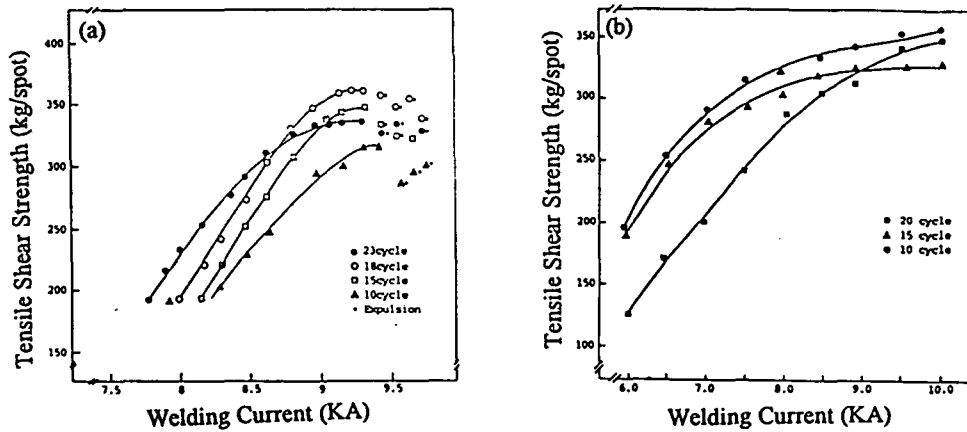 (a)
Tensile Shear Strength (kg/spot)
400
350
300
250
200
150
23cycle
18cycle
15cycle
10cycle
Expulsion
7.5
8
8.5
9
9.5
Welding Current (KA)
(b)
Tensile Shear Strength (kg/spot)
350
300
250
200
150
100
20 cycle
15 cycle
10 cycle
6.0
7.0
8.0
9.0
10.0
Welding Current (KA)